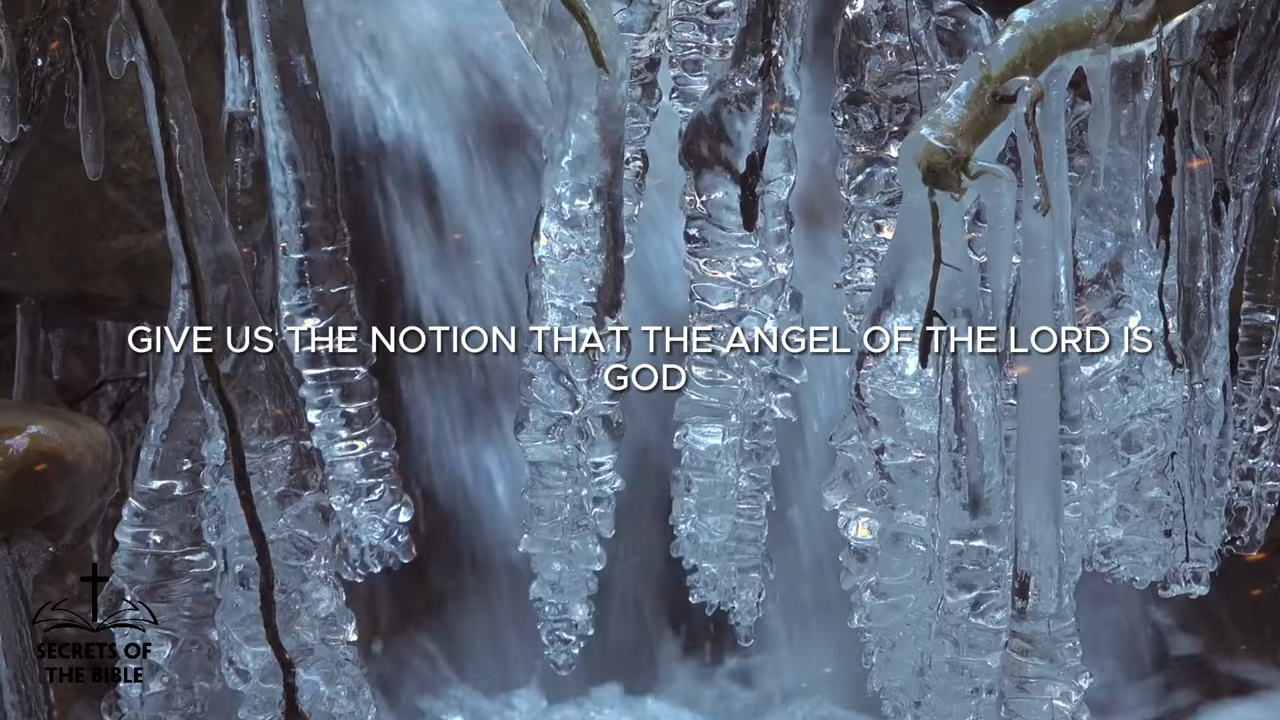 GIVE US THE NOTION THAT THE ANGEL OF THE LORD IS
GOD
SECRETS OF
THE BIBLE